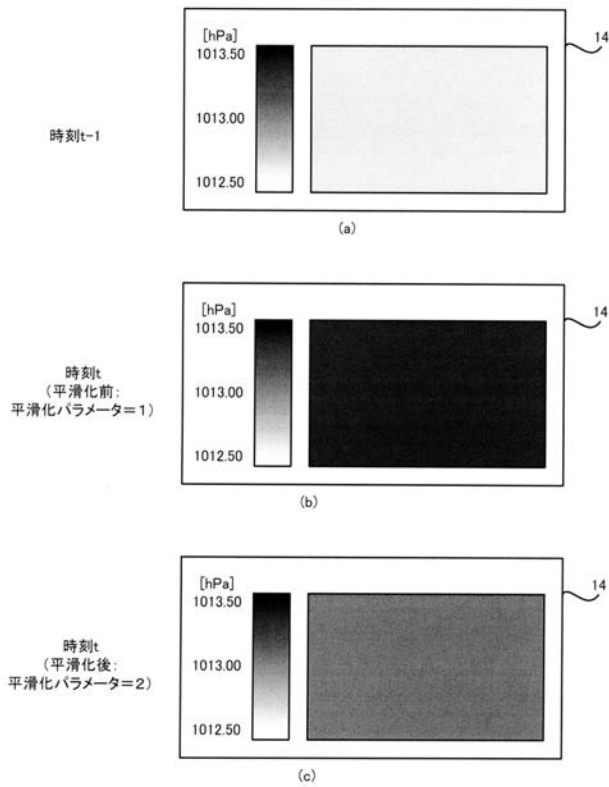 [hPa]
14
1013.50
時刻t-1
1013.00
1012.50
(a)
[hPa]
14
1013.50
時刻t
(平滑化前:
平滑化パラメータ=1)
1013.00
1012.50
(b)
[hPa]
14
1013.50
時刻t
(平滑化後:
平滑化パラメータ=2)
1013.00
1012.50
(c)